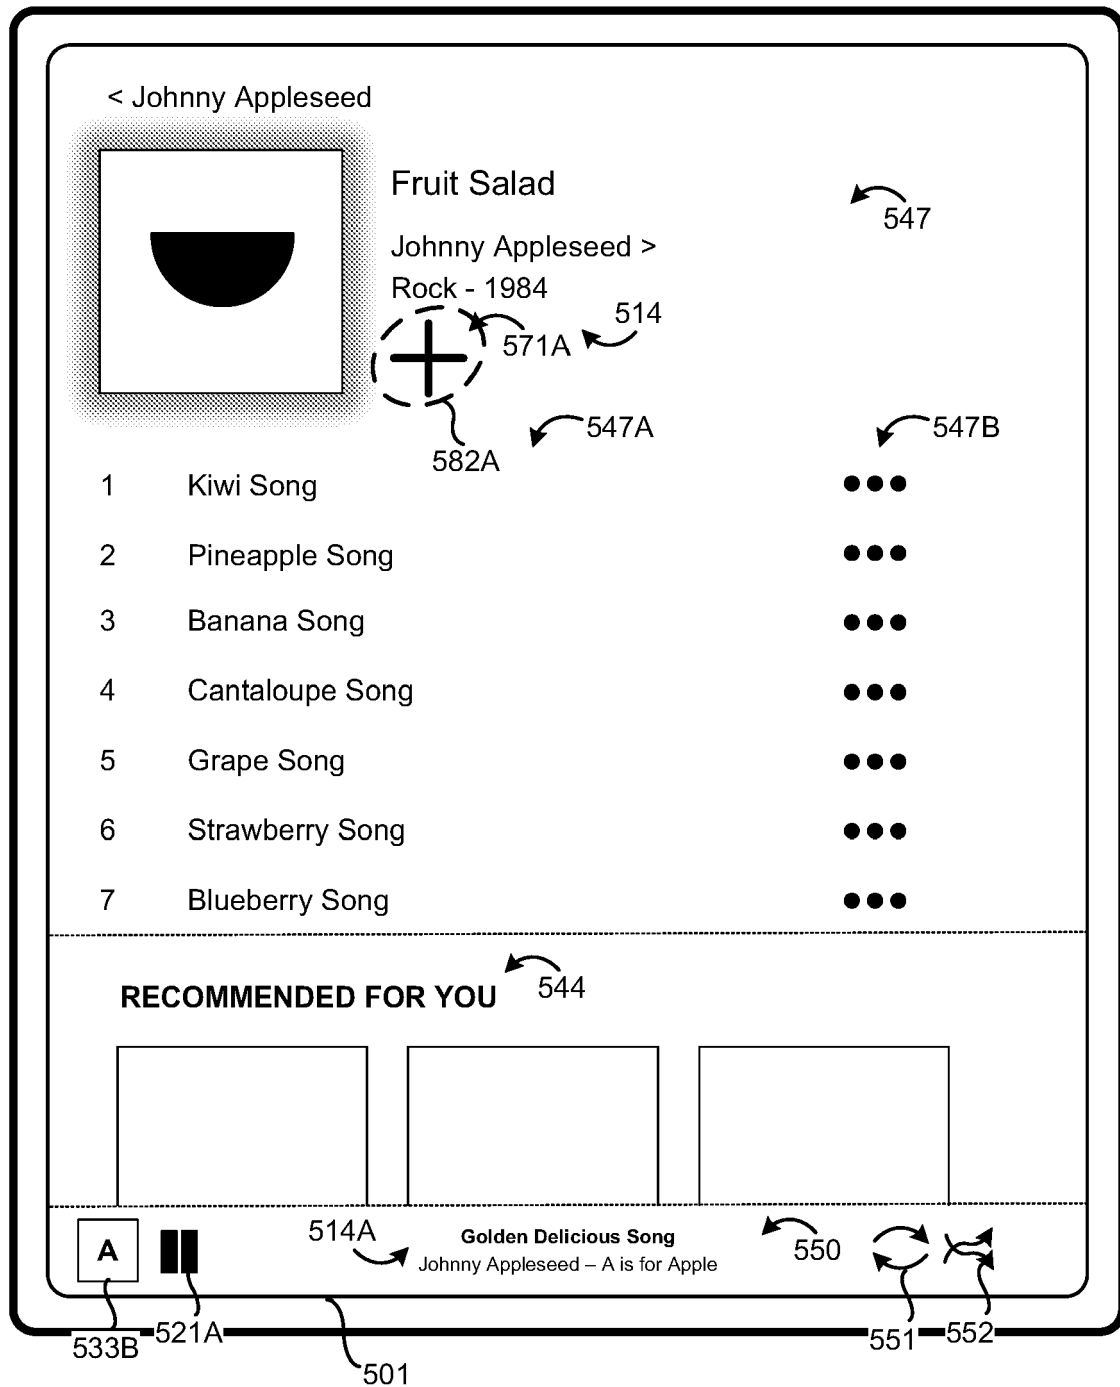 < Johnny Appleseed
Fruit Salad
547
Johnny Appleseed >
Rock - 1984
514
571A
547A
547B
582A
1 Kiwi Song
2 Pineapple Song
3 Banana Song
4 Cantaloupe Song
5 Grape Song
6 Strawberry Song
7 Blueberry Song
544
RECOMMENDED FOR YOU
514A
Golden Delicious Song
550
A
Johnny Appleseed – A is for Apple
533B
521A
501
551
552